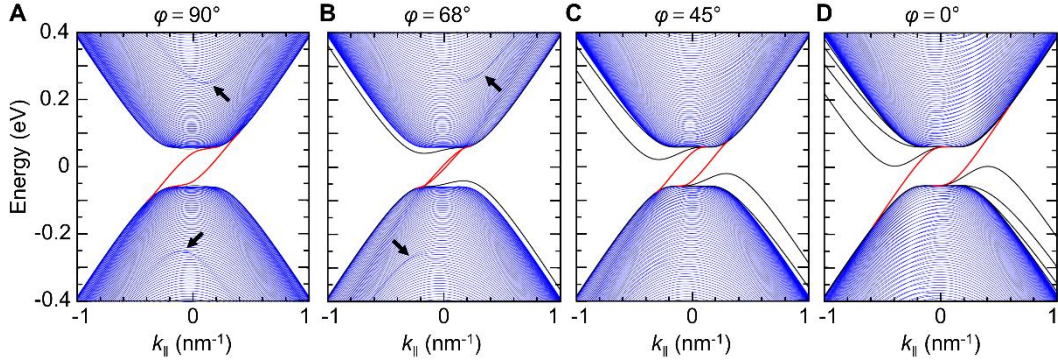 A φ = 90° B φ = 68° C φ = 45° D φ = 0°
0.4
0.2
0
-0.2
-0.4
Energy (eV)
-1 0 1 -1 0 1 -1 0 1 -1 0 1
k∥ (nm⁻¹) k∥ (nm⁻¹) k∥ (nm⁻¹) k∥ (nm⁻¹)